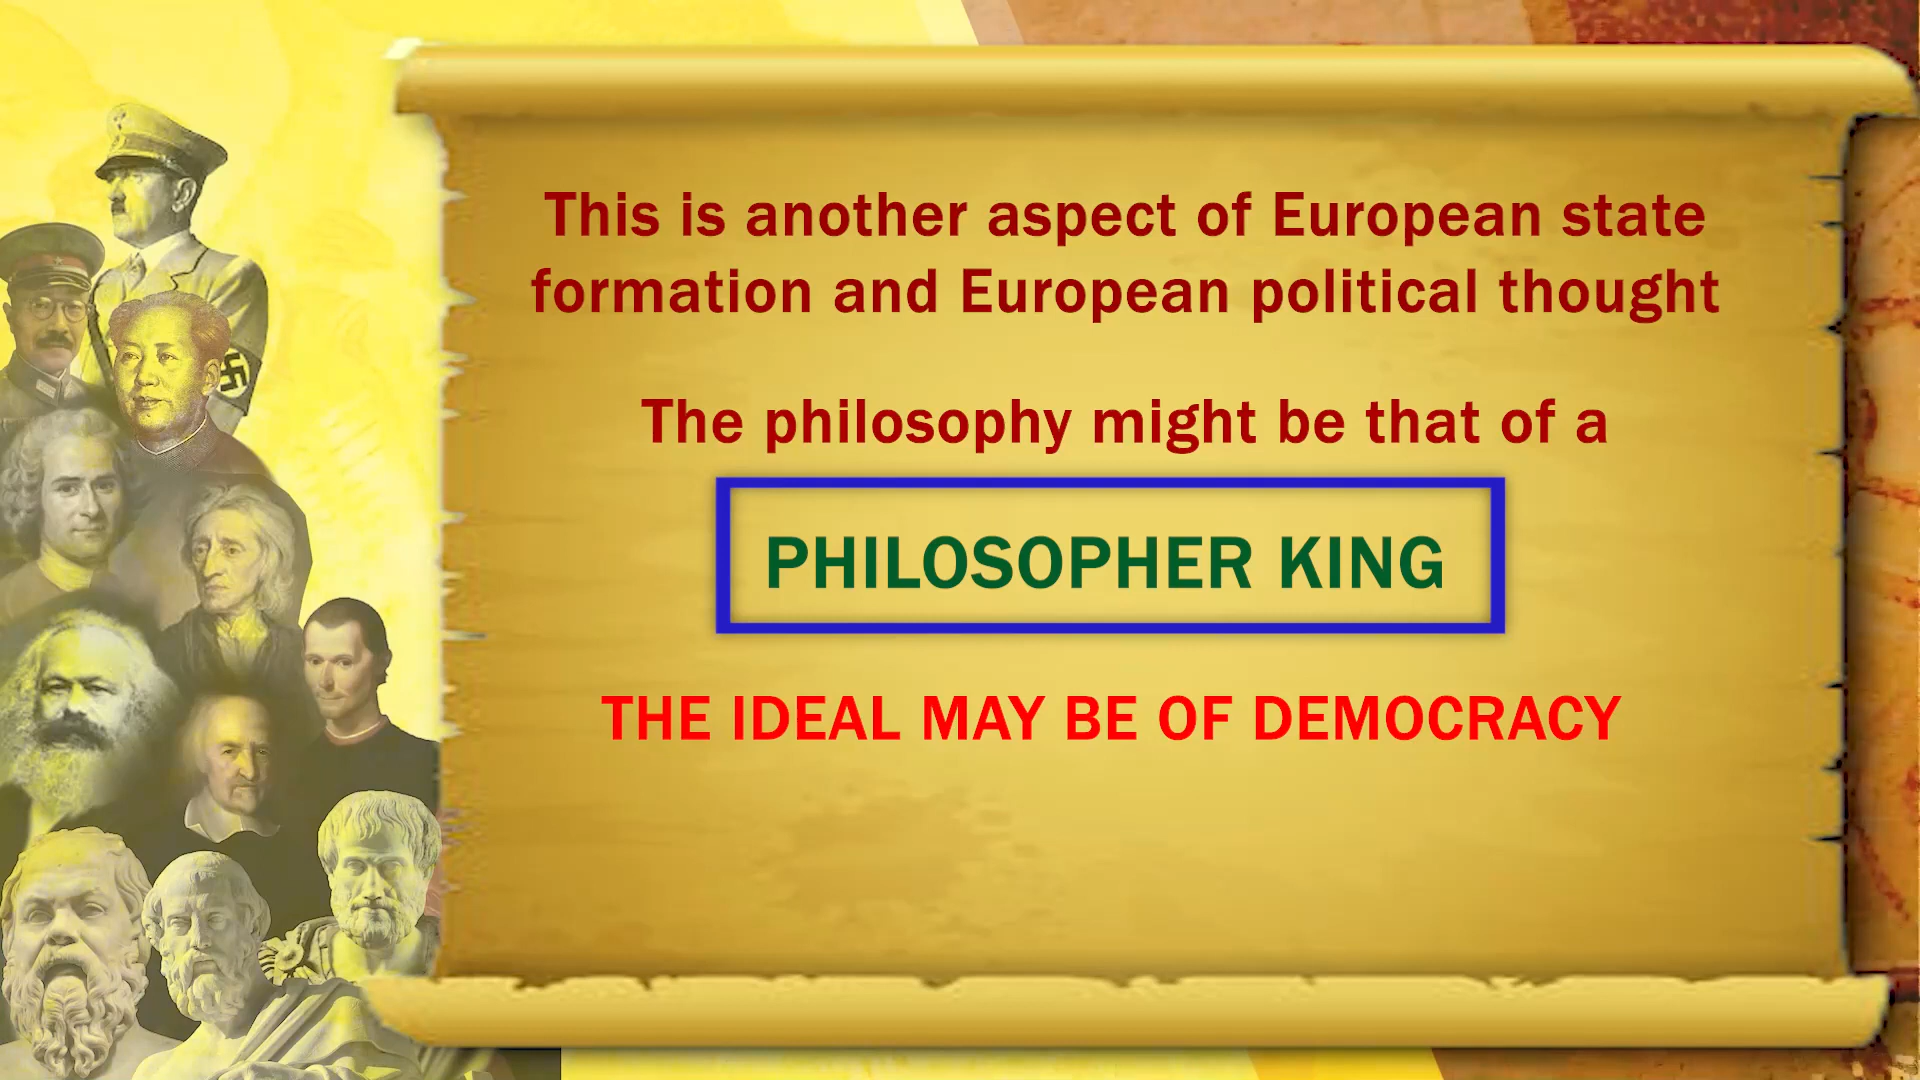 This is another aspect of European state
formation and European political thought
The philosophy might be that of a
PHILOSOPHER KING
THE IDEAL MAY BE OF DEMOCRACY